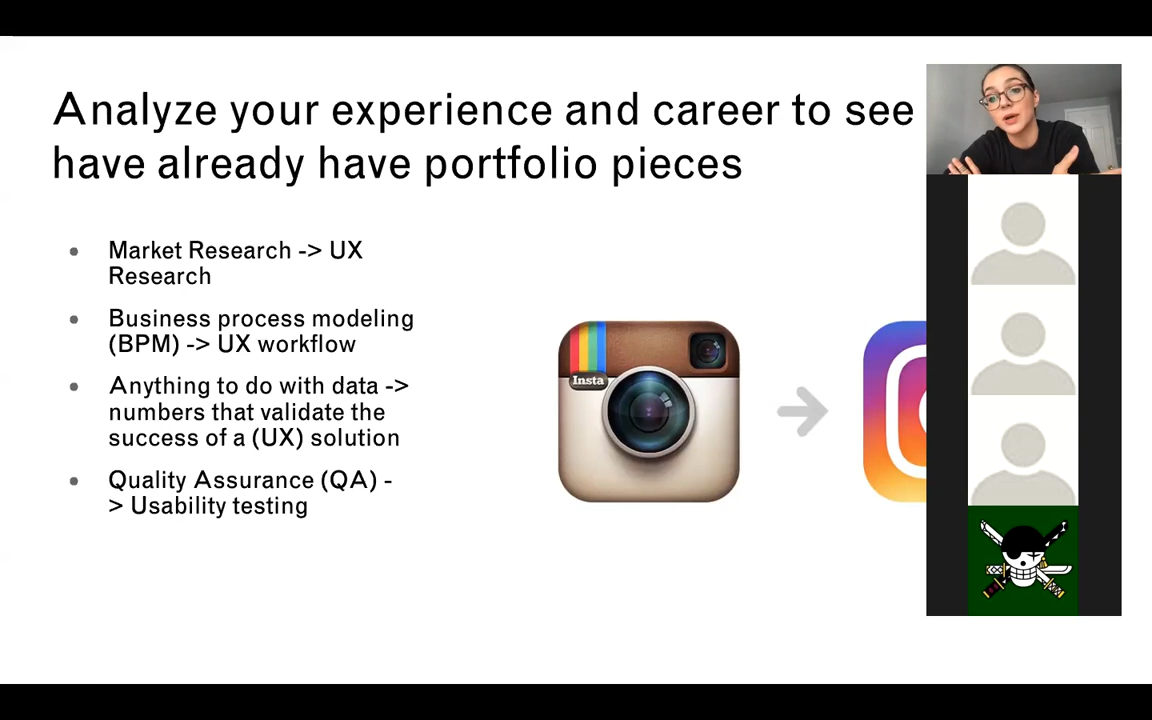 Analyze your experience and career to see
have already have portfolio pieces
• Market Research -> UX
Research
• Business process modeling
(BPM) -> UX workflow
• Anything to do with data ->
numbers that validate the
success of a (UX) solution
• Quality Assurance (QA) -
> Usability testing
Insta